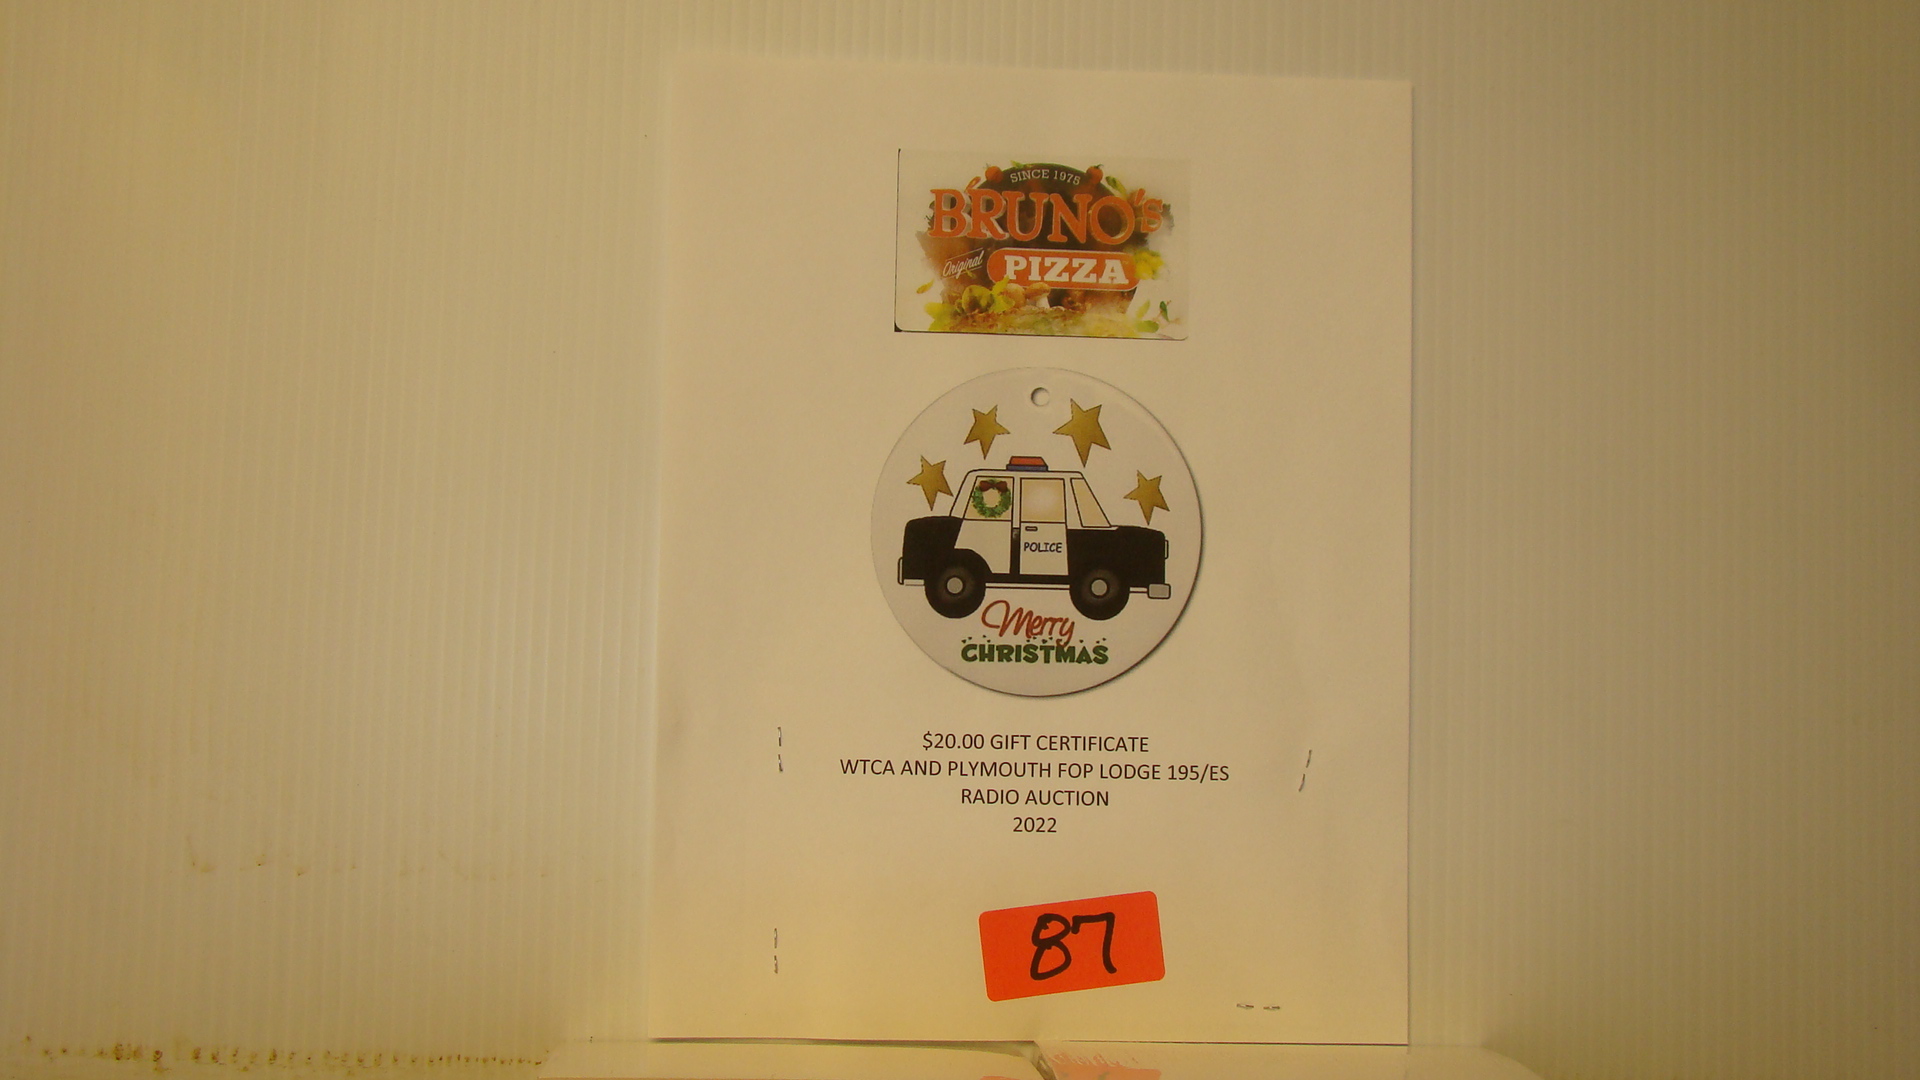 SINCE 1975
BRUNO's
Original
PIZZA
POLICE
Merry
CHRISTMAS
$20.00 GIFT CERTIFICATE
WTCA AND PLYMOUTH FOP LODGE 195/ES
RADIO AUCTION
2022
87